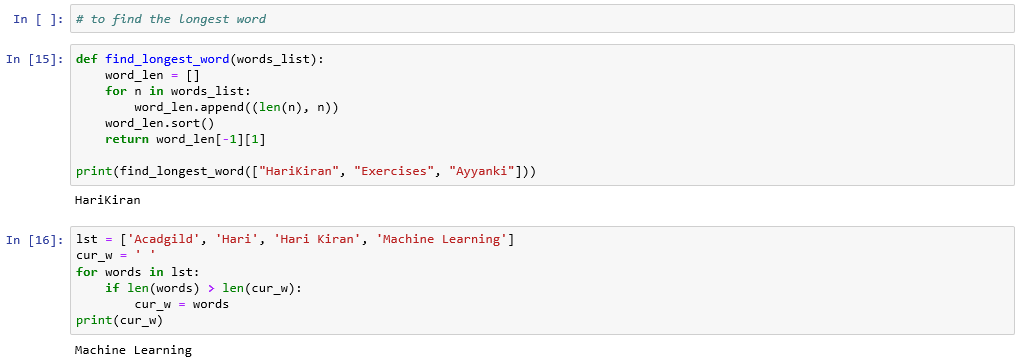 In [ ]: # to find the longest word
In [15]: def find_longest_word(words_list):
    word_len = []
    for n in words_list:
        word_len.append((len(n), n))
    word_len.sort()
    return word_len[-1][1]

print(find_longest_word(["HariKiran", "Exercises", "Ayyanki"]))
HariKiran
In [16]: lst = ['Acadgild', 'Hari', 'Hari Kiran', 'Machine Learning']
cur_w = ' '
for words in lst:
    if len(words) > len(cur_w):
        cur_w = words
print(cur_w)
Machine Learning